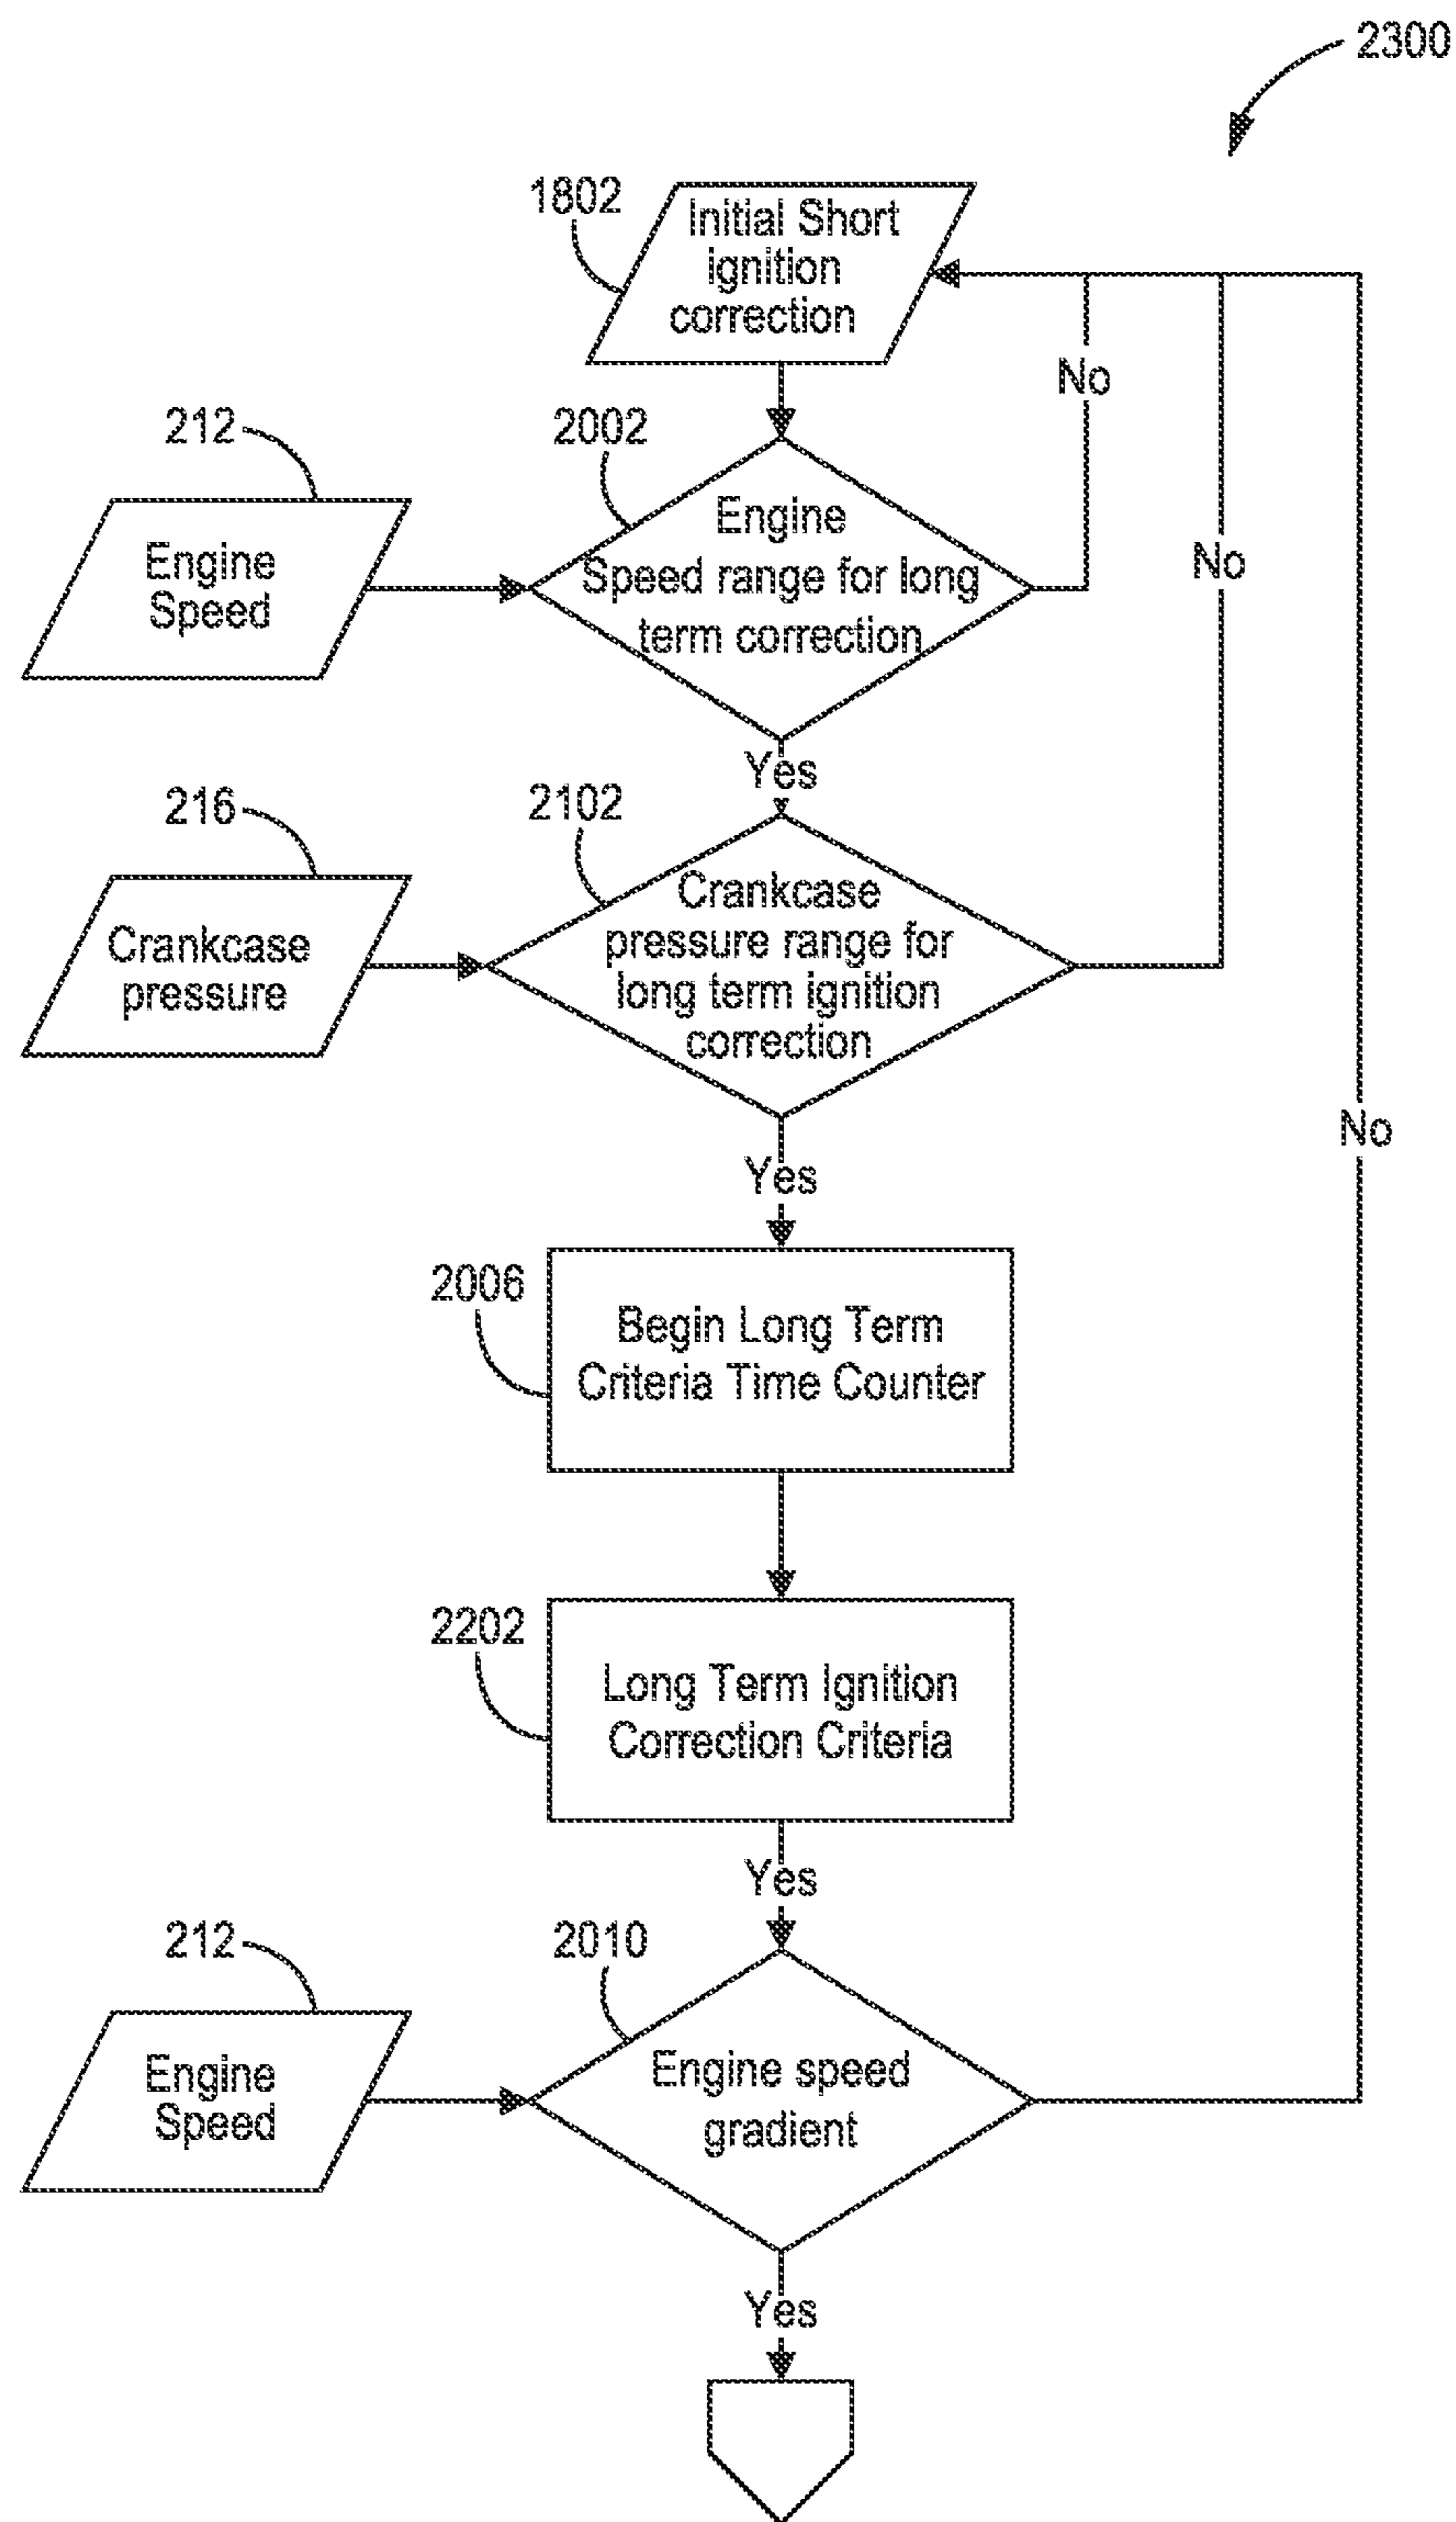 2300
1802
Initial Short
ignition
correction
No
212
2002
Engine
Speed
Engine
Speed range for long
term correction
No
Yes
216
2102
Crankcase
pressure
Crankcase
pressure range for
long term ignition
correction
No
Yes
2006
Begin Long Term
Criteria Time Counter
2202
Long Term Ignition
Correction Criteria
Yes
212
2010
Engine
Speed
Engine speed
gradient
Yes